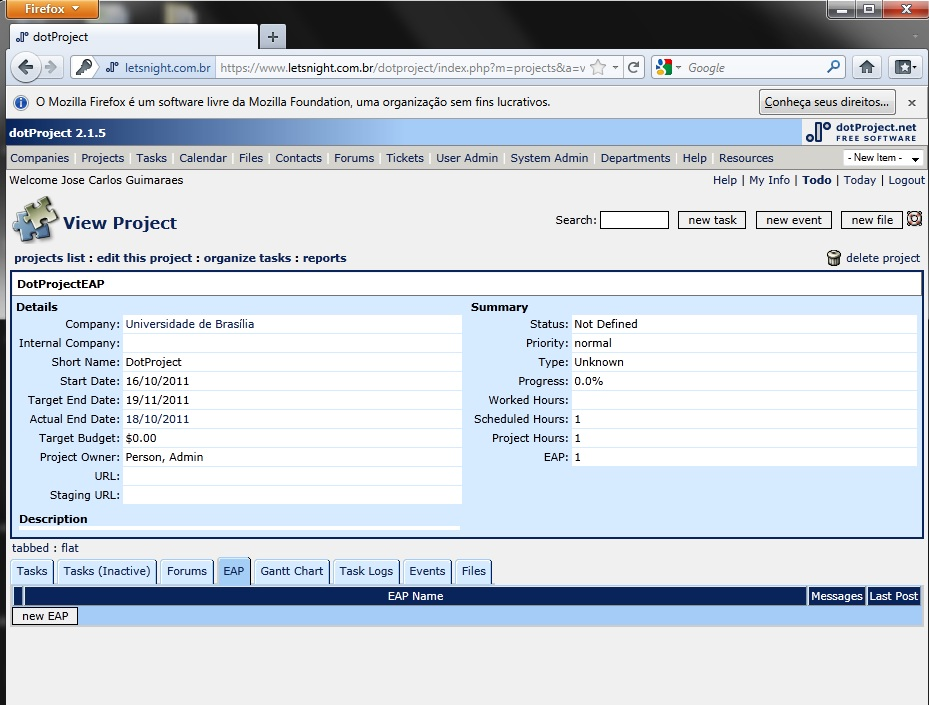 Firefox
dotProject
letsnight.com.br https://www.letsnight.com.br/dotproject/index.php?m=projects&a=v Google
O Mozilla Firefox é um software livre da Mozilla Foundation, uma organização sem fins lucrativos. Conheça seus direitos... ×
dotProject 2.1.5 dotProject.net
FREE SOFTWARE
Companies | Projects | Tasks | Calendar | Files | Contacts | Forums | Tickets | User Admin | System Admin | Departments | Help | Resources - New Item -
Welcome Jose Carlos Guimaraes Help | My Info | Todo | Today | Logout
View Project Search: new task new event new file
projects list : edit this project : organize tasks : reports delete project
DotProjectEAP
Details Summary
Company: Universidade de Brasília Status: Not Defined
Internal Company: Priority: normal
Short Name: DotProject Type: Unknown
Start Date: 16/10/2011 Progress: 0.0%
Target End Date: 19/11/2011 Worked Hours:
Actual End Date: 18/10/2011 Scheduled Hours: 1
Target Budget: $0.00 Project Hours: 1
Project Owner: Person, Admin EAP: 1
URL:
Staging URL:
Description
tabbed : flat
Tasks Tasks (Inactive) Forums EAP Gantt Chart Task Logs Events Files
EAP Name Messages Last Post
new EAP